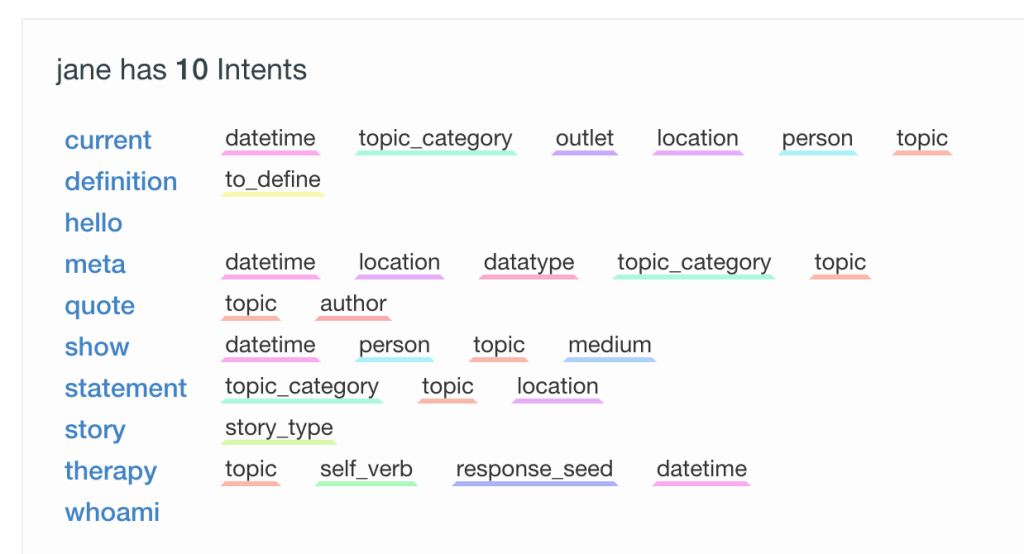 jane has 10 Intents
current datetime topic_category outlet location person topic
definition to_define
hello
meta datetime location datatype topic_category topic
quote topic author
show datetime person topic medium
statement topic_category topic location
story story_type
therapy topic self_verb response_seed datetime
whoami